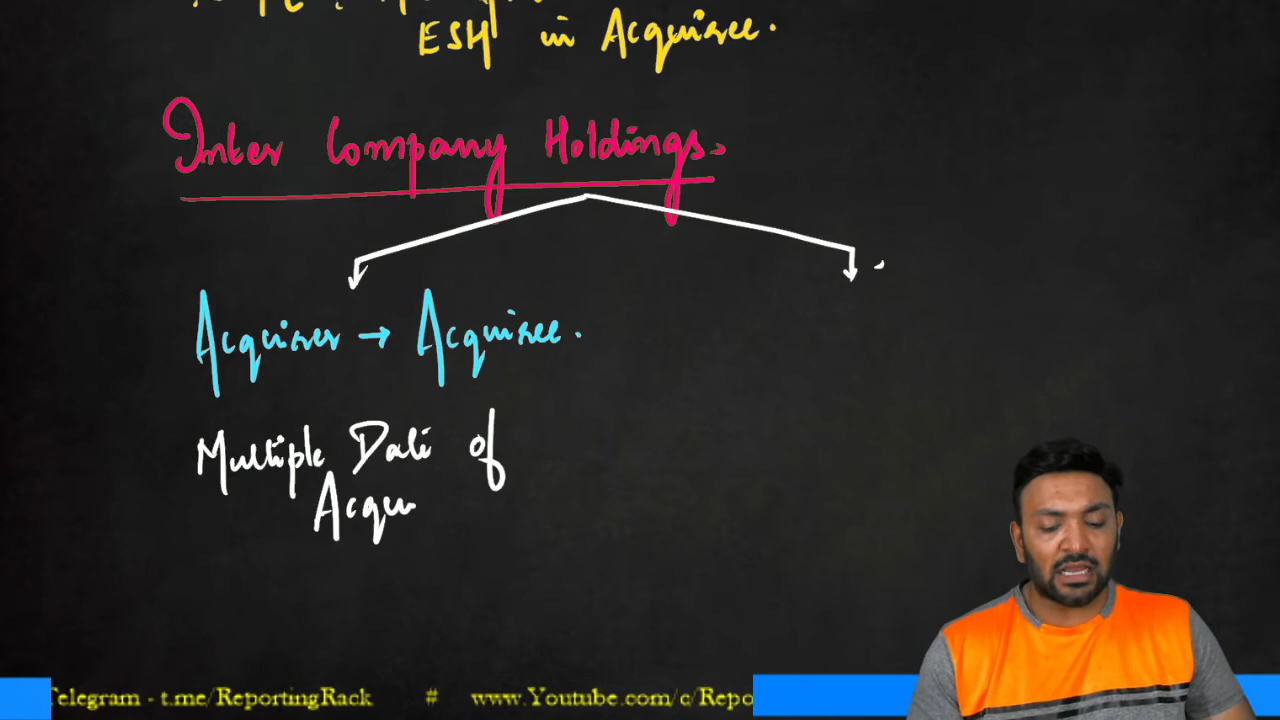 ESH in Acquiree.
Inter Company Holdings.
Acquirer → Acquiree.
Multiple Date of
Acqu
Telegram - t.me/ReportingRack # www.Youtube.com/c/Repo